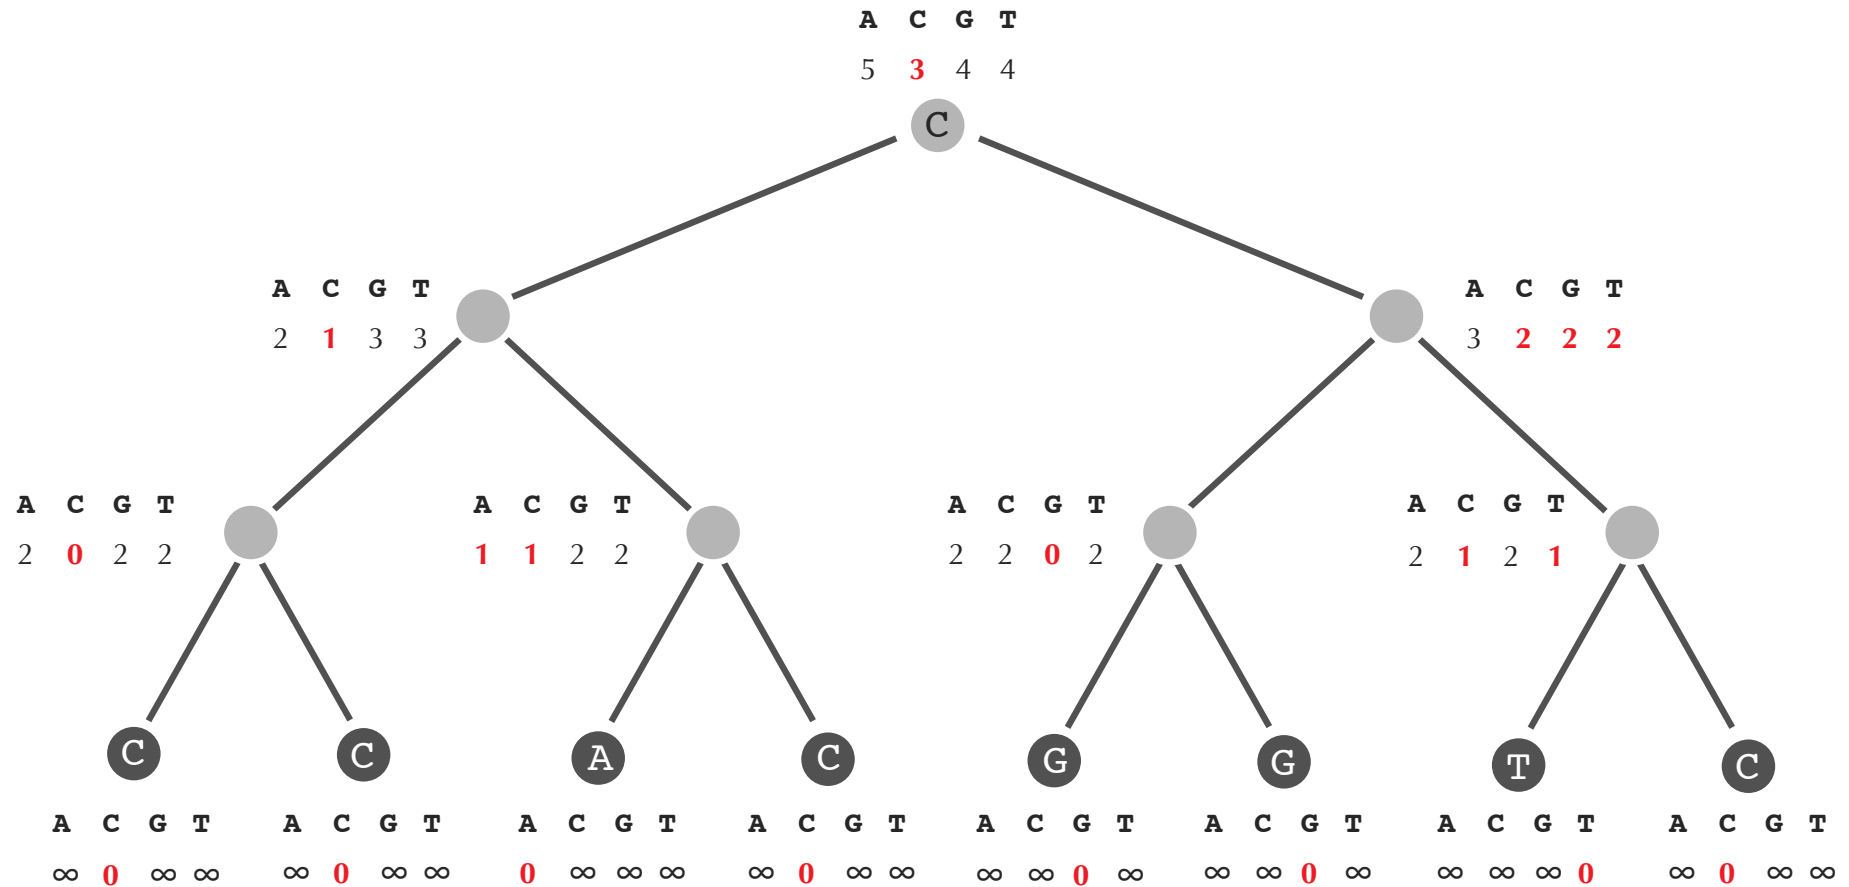 A C G T
5 3 4 4
C
A C G T
2 1 3 3
A C G T
3 2 2 2
A C G T
2 0 2 2
A C G T
1 1 2 2
A C G T
2 2 0 2
A C G T
2 1 2 1
C C A C G G T C
A C G T A C G T A C G T A C G T A C G T A C G T A C G T A C G T
∞ 0 ∞ ∞ ∞ 0 ∞ ∞ 0 ∞ ∞ ∞ ∞ 0 ∞ ∞ ∞ ∞ 0 ∞ ∞ ∞ 0 ∞ ∞ ∞ ∞ 0 ∞ 0 ∞ ∞